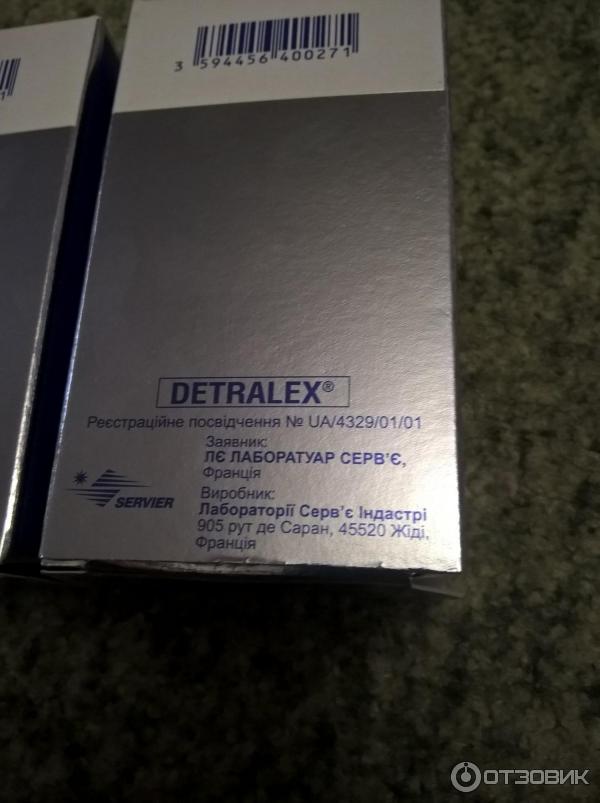 3 594456 400271
1
DETRALEX®
Реєстраційне посвідчення № UA/4329/01/01
Заявник:
ЛЄ ЛАБОРАТУАР СЕРВ'Є,
Франція
SERVIER
Виробник:
Лабораторії Серв'є Індастрі
905 рут де Саран, 45520 Жіді,
Франція
ОТЗОВИК